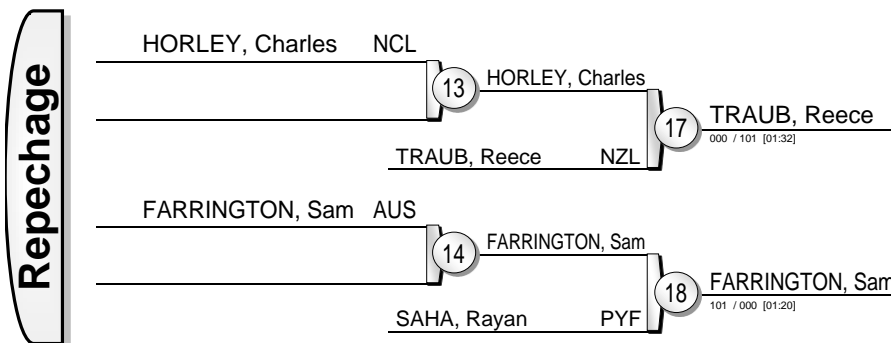 Repechage
HORLEY, Charles NCL
13
HORLEY, Charles
TRAUB, Reece NZL
17
TRAUB, Reece
000 / 101 [01:32]
FARRINGTON, Sam AUS
14
FARRINGTON, Sam
SAHA, Rayan PYF
18
FARRINGTON, Sam
101 / 000 [01:20]